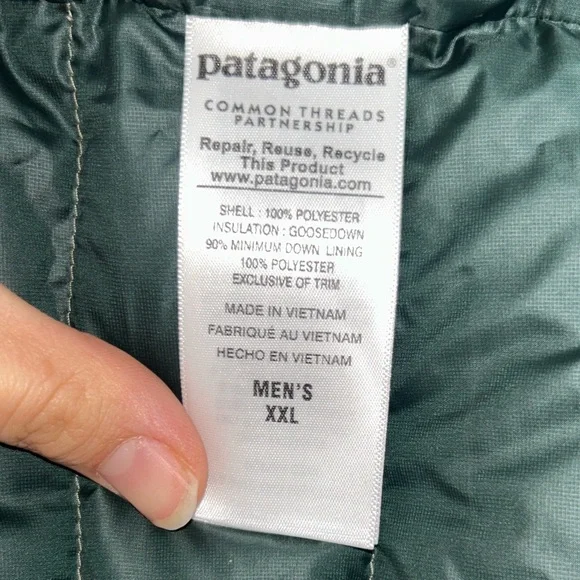 patagonia®
COMMON THREADS
PARTNERSHIP
Repair, Reuse, Recycle
This Product
www.patagonia.com
SHELL : 100% POLYESTER
INSULATION : GOOSEDOWN
90% MINIMUM DOWN LINING
100% POLYESTER
EXCLUSIVE OF TRIM
MADE IN VIETNAM
FABRIQUÉ AU VIETNAM
HECHO EN VIETNAM
MEN'S
XXL